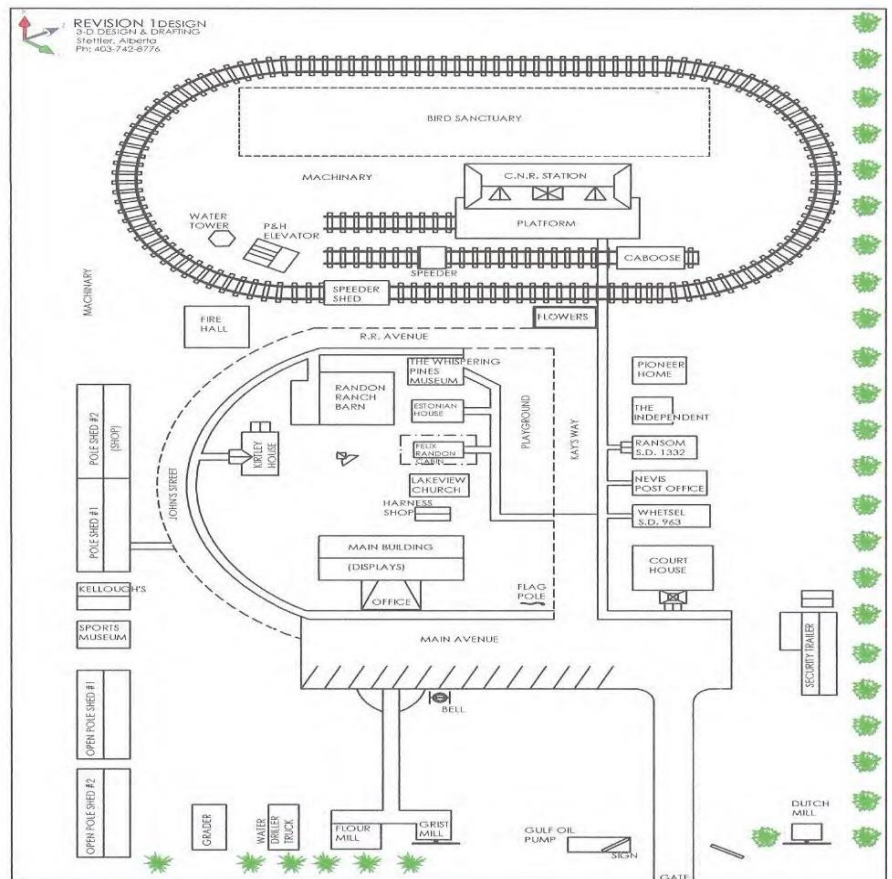 REVISION 1DESIGN
3-D DESIGN & DRAFTING
Stettler, Alberta
Ph: 403-742-8776
BIRD SANCTUARY
MACHINARY
C.N.R. STATION
PLATFORM
WATER
TOWER
P&H
ELEVATOR
SPEEDER
CABOOSE
MACHINARY
SPEEDER
SHED
FIRE
HALL
FLOWERS
R.R. AVENUE
THE WHISPERING
PINES
MUSEUM
RANDON
RANCH
BARN
ESTONIAN
HOUSE
PLAYGROUND
KAY'S WAY
PIONEER
HOME
THE
INDEPENDENT
RANSOM
S.D. 1332
NEVIS
POST OFFICE
WHETSEL
S.D. 963
POLE SHED #2
(SHOP)
POLE SHED #1
JOHN'S STREET
KIRTLEY
HOUSE
FELIX
RANDON
CABIN
LAKEVIEW
CHURCH
HARNESS
SHOP
MAIN BUILDING
(DISPLAYS)
OFFICE
FLAG
POLE
COURT
HOUSE
KELLOUGH'S
SPORTS
MUSEUM
MAIN AVENUE
SECURITY TRAILER
OPEN POLE SHED #1
BELL
OPEN POLE SHED #2
GRADER
WATER
DRILLER
TRUCK
FLOUR
MILL
GRIST
MILL
GULF OIL
PUMP
SIGN
DUTCH
MILL
GATE